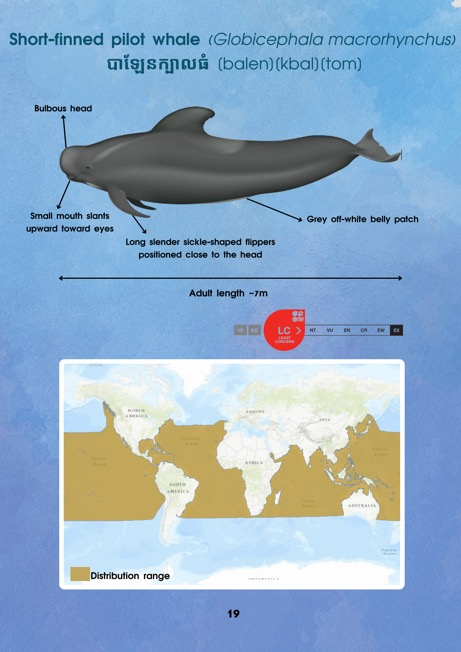 Short-finned pilot whale (Globicephala macrorhynchus)
បាឡែនក្បាលធំ (balen)(kbal)(tom)
Bulbous head
Small mouth slants
upward toward eyes
Long slender sickle-shaped flippers
positioned close to the head
Grey off-white belly patch
Adult length ~7m
LC
LEAST
CONCERN
NT VU EN CR EW EX
NORTH
AMERICA
EUROPE
ASIA
AFRICA
SOUTH
AMERICA
AUSTRALIA
Distribution range
19